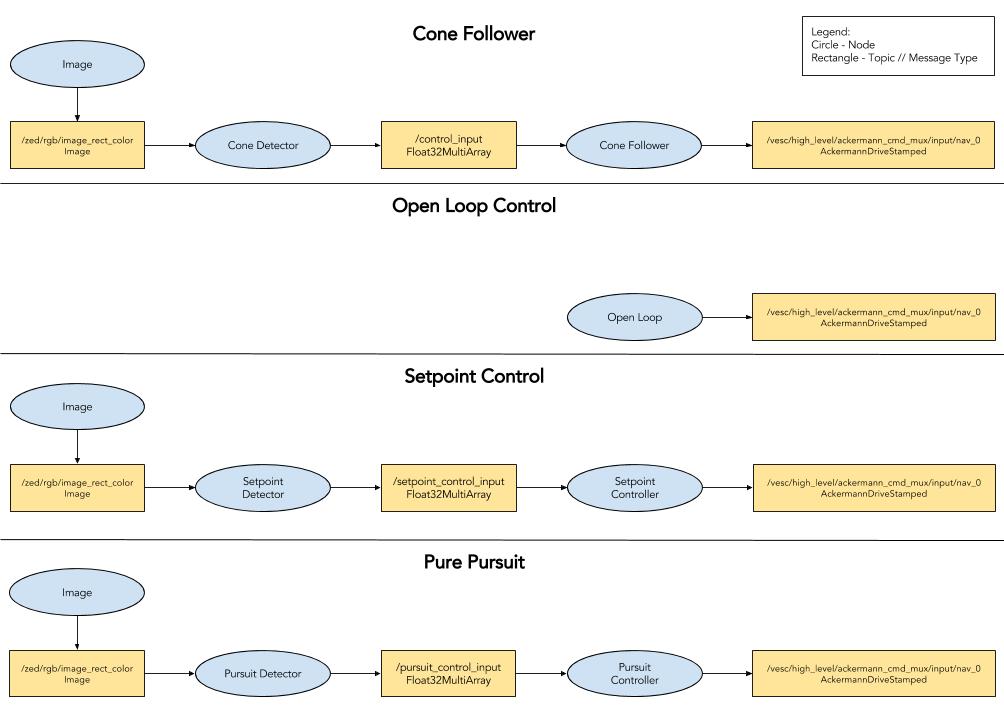 Cone Follower
Legend:
Circle - Node
Rectangle - Topic // Message Type
Image
/zed/rgb/image_rect_color
Image
Cone Detector
/control_input
Float32MultiArray
Cone Follower
/vesc/high_level/ackermann_cmd_mux/input/nav_0
AckermannDriveStamped
Open Loop Control
Open Loop
/vesc/high_level/ackermann_cmd_mux/input/nav_0
AckermannDriveStamped
Setpoint Control
Image
/zed/rgb/image_rect_color
Image
Setpoint
Detector
/setpoint_control_input
Float32MultiArray
Setpoint
Controller
/vesc/high_level/ackermann_cmd_mux/input/nav_0
AckermannDriveStamped
Pure Pursuit
Image
/zed/rgb/image_rect_color
Image
Pursuit Detector
/pursuit_control_input
Float32MultiArray
Pursuit
Controller
/vesc/high_level/ackermann_cmd_mux/input/nav_0
AckermannDriveStamped